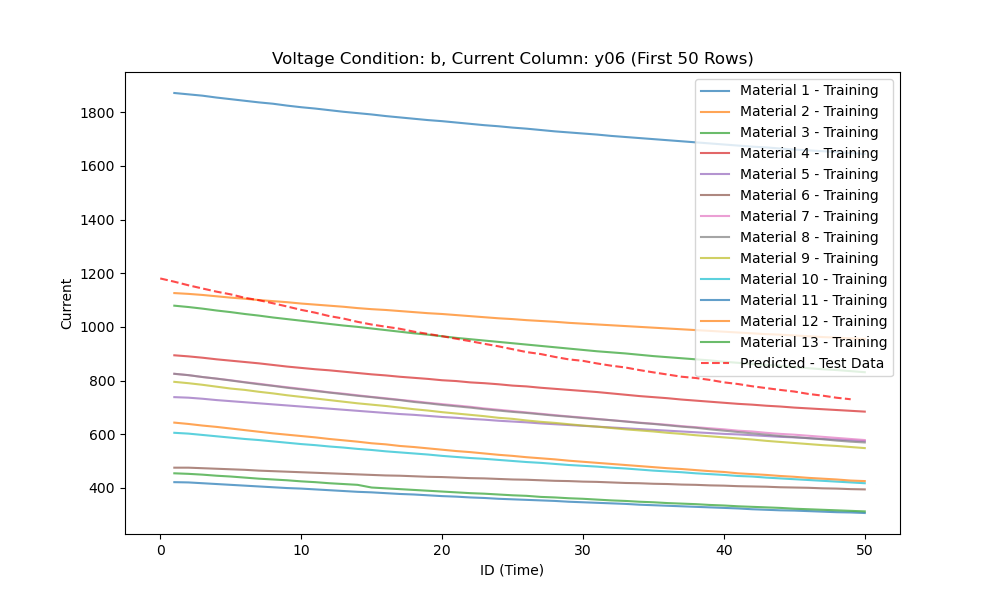 Voltage Condition: b, Current Column: y06 (First 50 Rows)
1800
1600
1400
1200
1000
800
600
400
Current
Material 1 - Training
Material 2 - Training
Material 3 - Training
Material 4 - Training
Material 5 - Training
Material 6 - Training
Material 7 - Training
Material 8 - Training
Material 9 - Training
Material 10 - Training
Material 11 - Training
Material 12 - Training
Material 13 - Training
Predicted - Test Data
0 10 20 30 40 50
ID (Time)